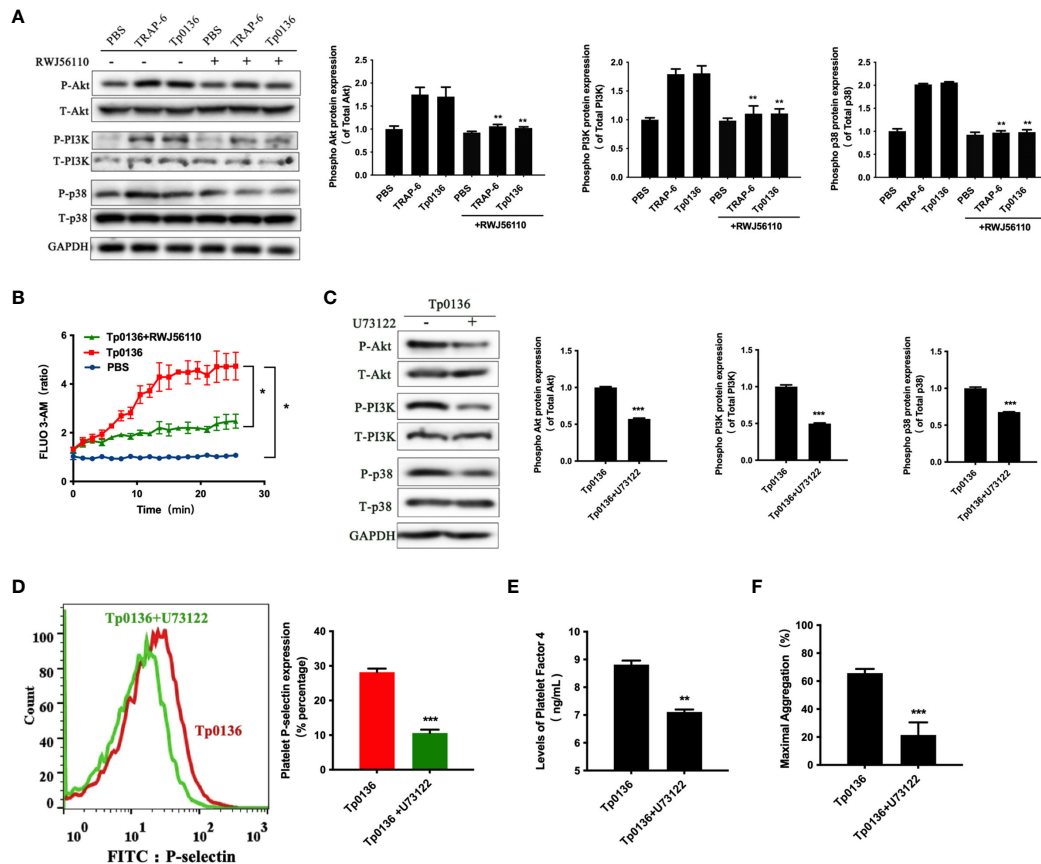 A
PBS TRAP-6 Tp0136 PBS TRAP-6 Tp0136
RWJ56110 - - - + + +
P-Akt
T-Akt
P-PI3K
T-PI3K
P-p38
T-p38
GAPDH
Phospho Akt protein expression
( of Total Akt)
2.5
2.0
1.5
1.0
0.5
0.0
PBS TRAP-6 Tp0136 PBS TRAP-6 Tp0136
** **
+RWJ56110
Phospho PI3K protein expression
( of Total PI3K)
2.5
2.0
1.5
1.0
0.5
0.0
PBS TRAP-6 Tp0136 PBS TRAP-6 Tp0136
** **
+RWJ56110
Phospho p38 protein expression
( of Total p38)
2.5
2.0
1.5
1.0
0.5
0.0
PBS TRAP-6 Tp0136 PBS TRAP-6 Tp0136
** **
+RWJ56110
B
Tp0136+RWJ56110
Tp0136
PBS
FLUO 3-AM (ratio)
6
4
2
0
0 10 20 30
Time (min)
* *
C
Tp0136
U73122 - +
P-Akt
T-Akt
P-PI3K
T-PI3K
P-p38
T-p38
GAPDH
Phospho Akt protein expression
( of Total Akt)
1.5
1.0
0.5
0.0
***
Tp0136 Tp0136+U73122
Phospho PI3K protein expression
( of Total PI3K)
1.5
1.0
0.5
0.0
***
Tp0136 Tp0136+U73122
Phospho p38 protein expression
( of Total p38)
1.5
1.0
0.5
0.0
***
Tp0136 Tp0136+U73122
D
Tp0136+U73122
Tp0136
Count
100
80
60
40
20
0
100 101 102 103
FITC : P-selectin
Platelet P-selectin expression
(% percentage)
40
30
20
10
0
***
Tp0136 Tp0136 +U73122
E
Levels of Platelet Factor 4
( ng/mL)
10
9
8
7
6
5
**
Tp0136 Tp0136+U73122
F
Maximal Aggregation (%)
100
80
60
40
20
0
***
Tp0136 Tp0136+U73122